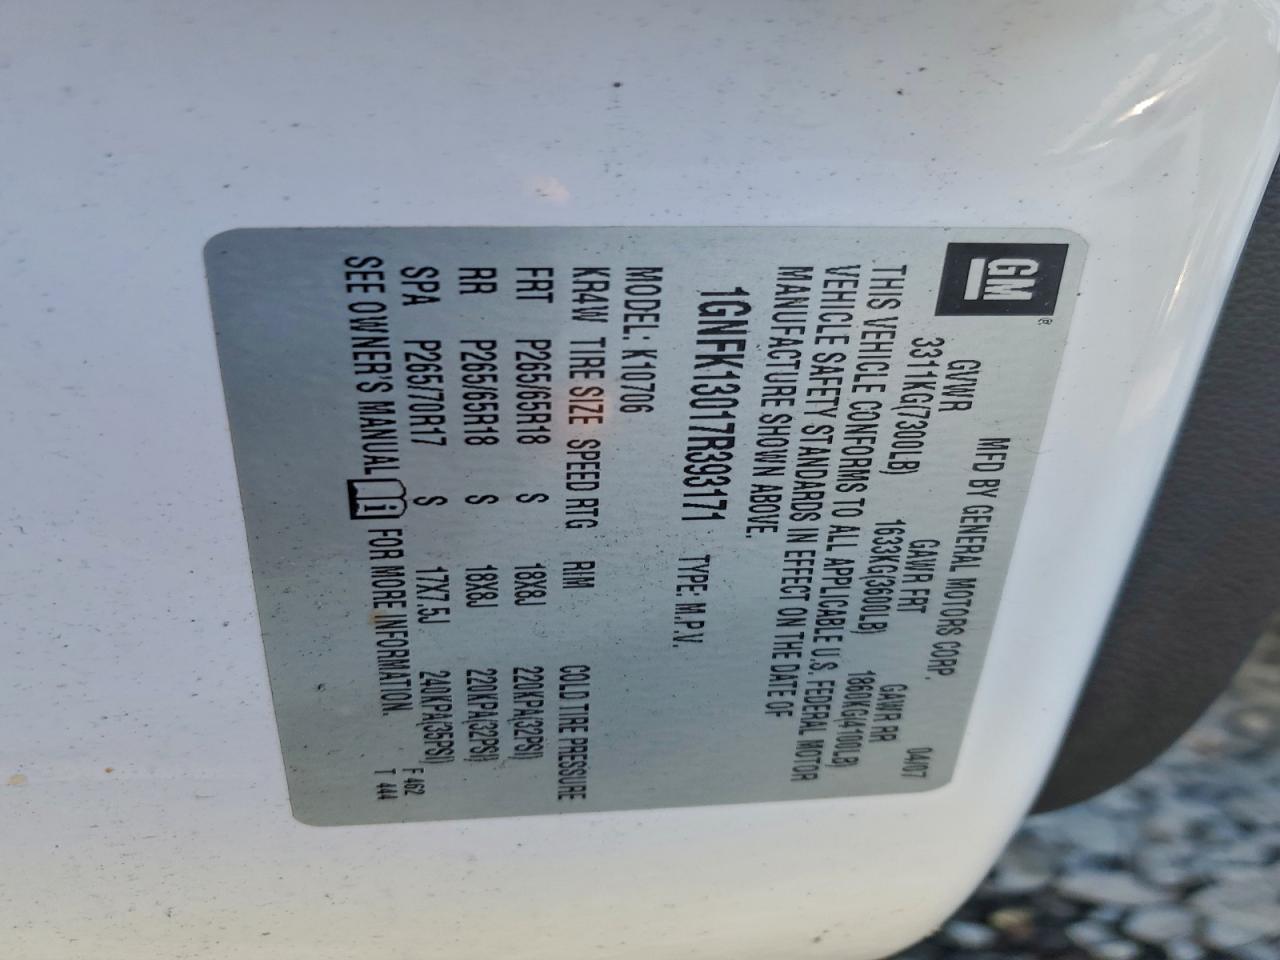 GM ®
MFD BY GENERAL MOTORS CORP. 04/07
GVWR GAWR FRT GAWR RR
3311KG(7300LB) 1633KG(3600LB) 1860KG(4100LB)
THIS VEHICLE CONFORMS TO ALL APPLICABLE U.S. FEDERAL MOTOR
VEHICLE SAFETY STANDARDS IN EFFECT ON THE DATE OF
MANUFACTURE SHOWN ABOVE.
1GNFK13017R393171 TYPE: M.P.V.
MODEL: K10706
KR4W TIRE SIZE SPEED RTG RIM COLD TIRE PRESSURE
FRT P265/65R18 S 18X8J 220KPA(32PSI)
RR P265/65R18 S 18X8J 220KPA(32PSI)
SPA P265/70R17 S 17X7.5J 240KPA(35PSI)
SEE OWNER'S MANUAL i FOR MORE INFORMATION.
F 462
T 444